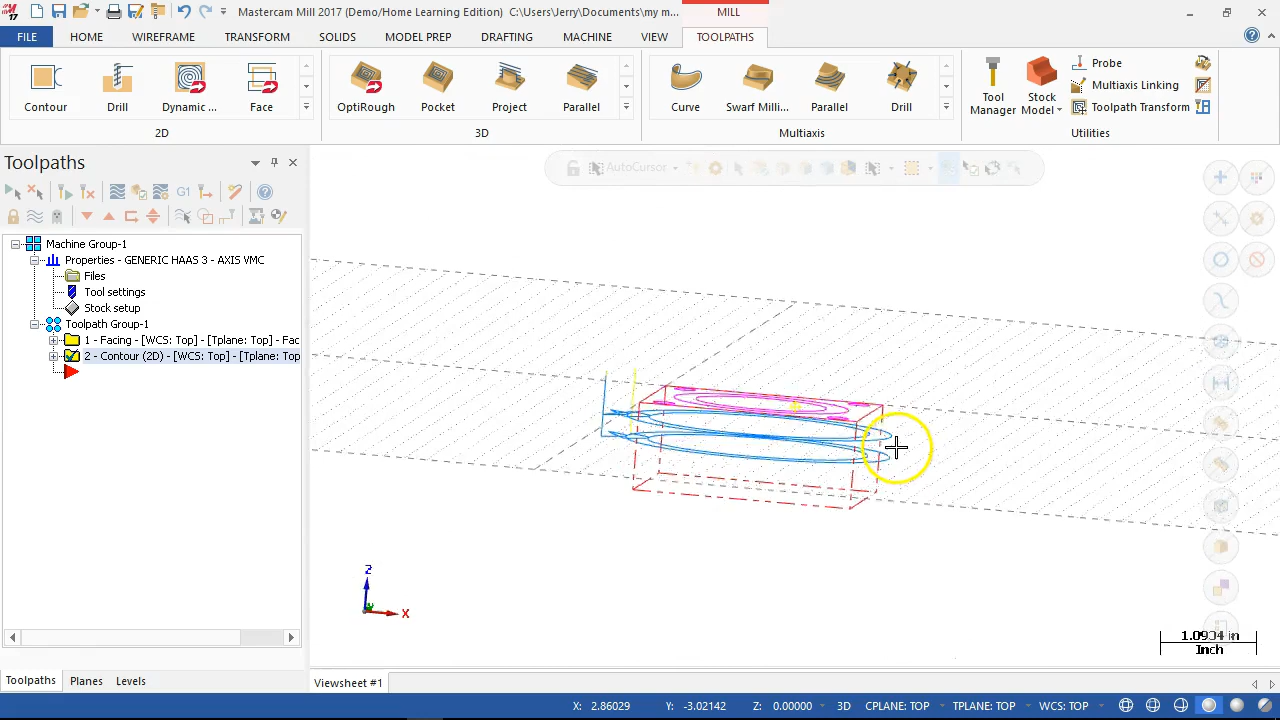 Mastercam Mill 2017 (Demo/Home Learning Edition) C:\Users\Jerry\Documents\my m...
MILL
17
FILE HOME WIREFRAME TRANSFORM SOLIDS MODEL PREP DRAFTING MACHINE VIEW TOOLPATHS
Contour Drill Dynamic ... Face
2D
OptiRough Pocket Project Parallel
3D
Curve Swarf Milli... Parallel Drill
Multiaxis
Tool Manager
Stock Model
Probe
Multiaxis Linking
Toolpath Transform
Utilities
Toolpaths
AutoCursor
G1
Machine Group-1
Properties - GENERIC HAAS 3 - AXIS VMC
Files
Tool settings
Stock setup
Toolpath Group-1
1 - Facing - [WCS: Top] - [Tplane: Top] - Fac
2 - Contour (2D) - [WCS: Top] - [Tplane: Top
Z
Y
X
1.0904 in
Inch
Toolpaths Planes Levels
Viewsheet #1
X: 2.86029 Y: -3.02142 Z: 0.00000 3D CPLANE: TOP TPLANE: TOP WCS: TOP